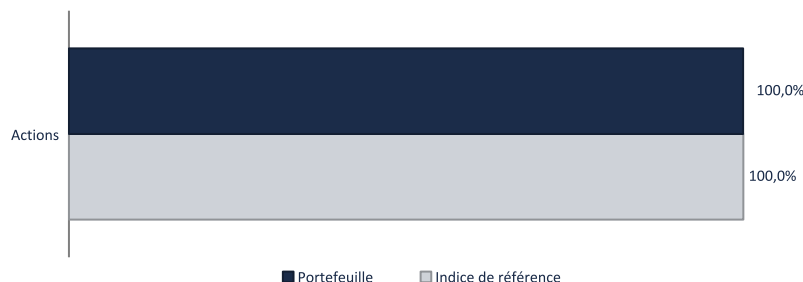 100,0%
Actions
100,0%
Portefeuille
Indice de référence